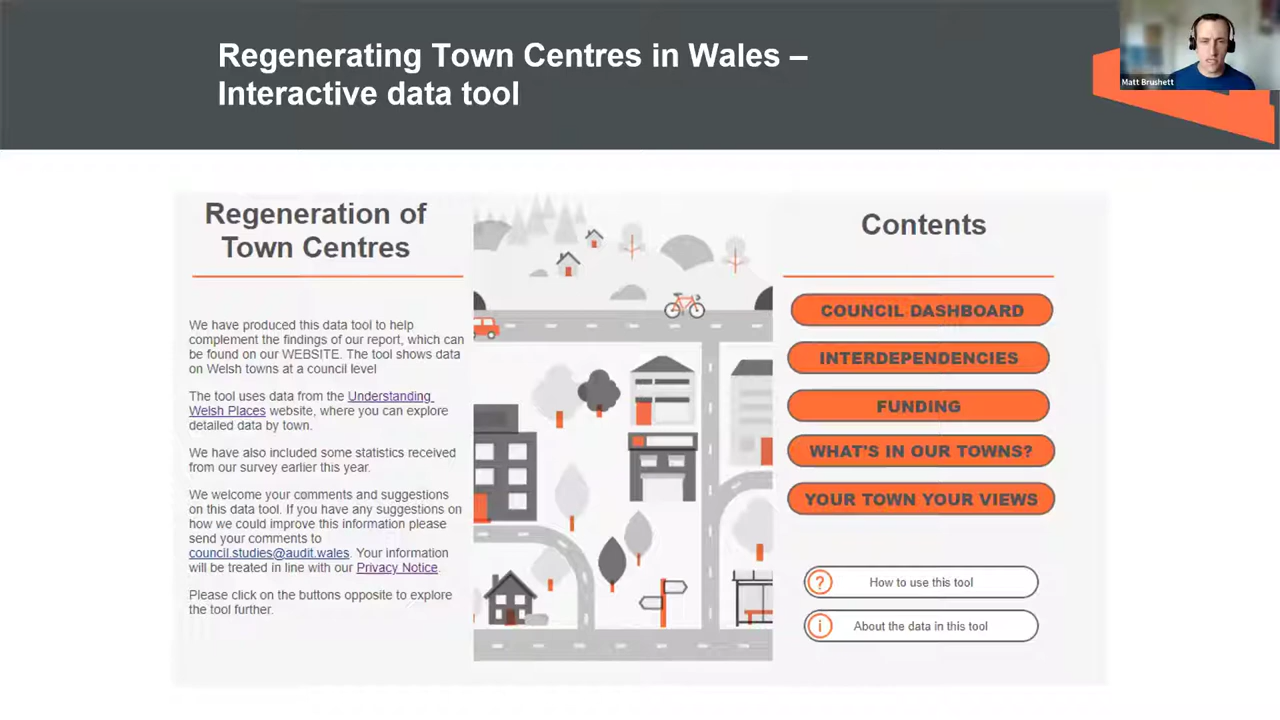 Regenerating Town Centres in Wales –
Interactive data tool
Matt Brushett
Regeneration of
Town Centres
We have produced this data tool to help
complement the findings of our report, which can
be found on our WEBSITE. The tool shows data
on Welsh towns at a council level
The tool uses data from the Understanding
Welsh Places website, where you can explore
detailed data by town.
We have also included some statistics received
from our survey earlier this year.
We welcome your comments and suggestions
on this data tool. If you have any suggestions on
how we could improve this information please
send your comments to
council.studies@audit.wales. Your information
will be treated in line with our Privacy Notice.
Please click on the buttons opposite to explore
the tool further.
Contents
COUNCIL DASHBOARD
INTERDEPENDENCIES
FUNDING
WHAT'S IN OUR TOWNS?
YOUR TOWN YOUR VIEWS
? How to use this tool
i About the data in this tool